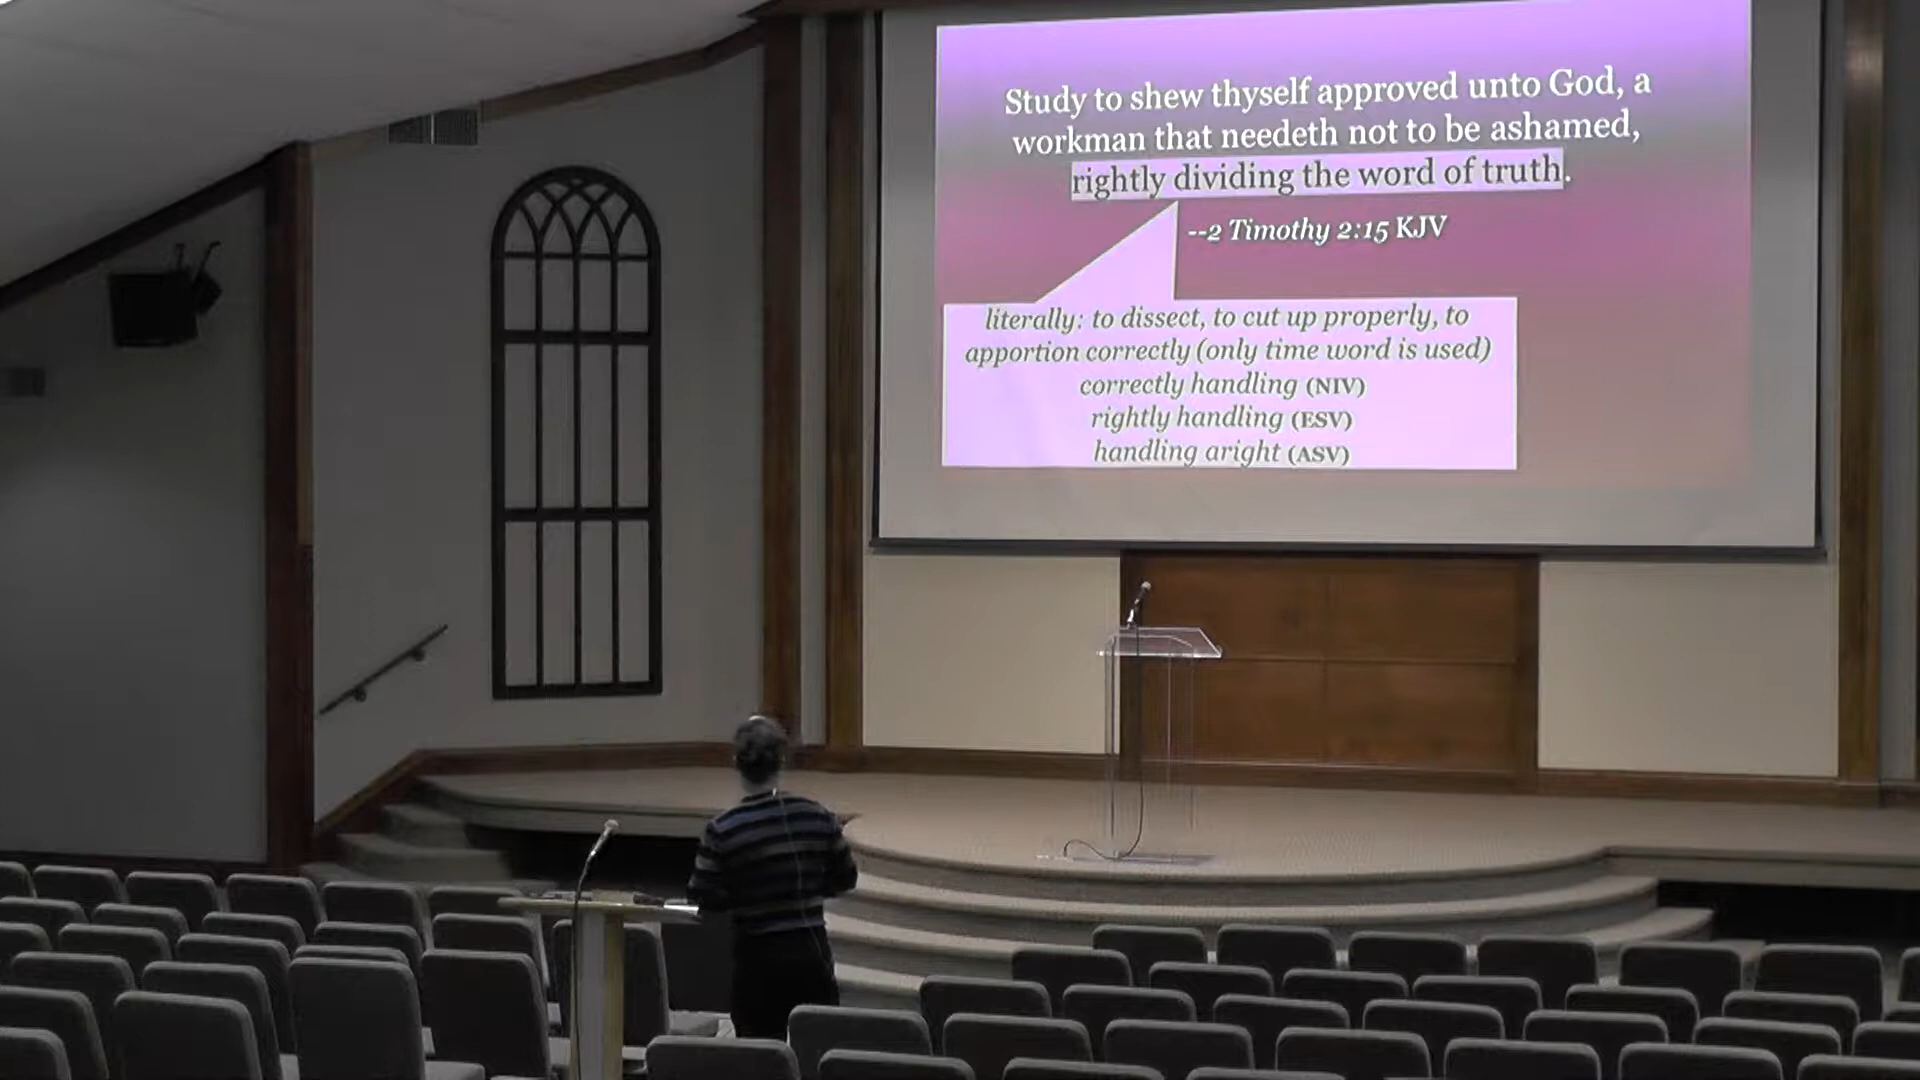 Study to shew thyself approved unto God, a
workman that needeth not to be ashamed,
rightly dividing the word of truth.
--2 Timothy 2:15 KJV
literally: to dissect, to cut up properly, to
apportion correctly (only time word is used)
correctly handling (NIV)
rightly handling (ESV)
handling aright (ASV)